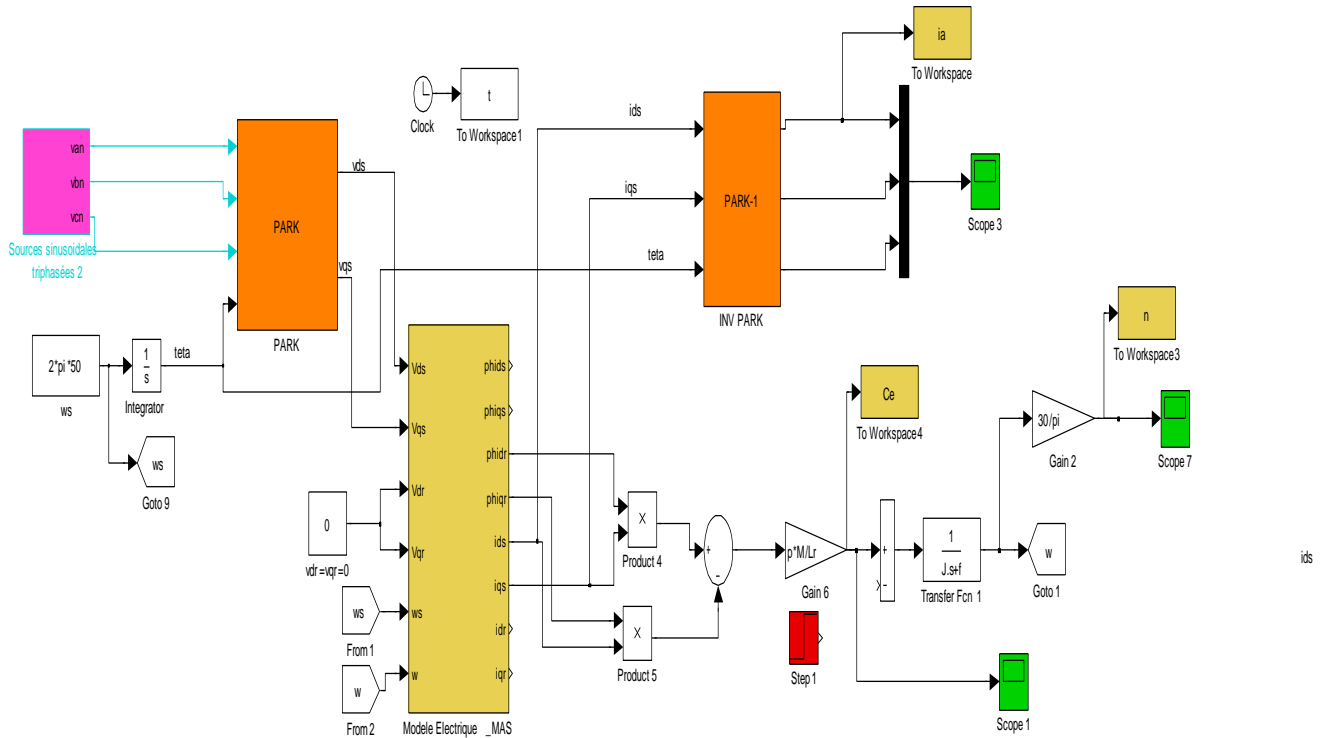 ia
To Workspace
t
Clock
To Workspace1
ids
van
vbn
vcn
Sources sinusoidales
triphasées 2
PARK
PARK
vds
vqs
iqs
teta
PARK-1
INV PARK
Scope 3
2*pi *50
ws
1
s
Integrator
teta
ws
Goto 9
0
vdr =vqr=0
ws
From 1
w
From 2
Vds
Vqs
Vdr
Vqr
ws
w
phids
phiqs
phidr
phiqr
ids
iqs
idr
iqr
Modele Electrique _MAS
X
Product 4
X
Product 5
+
-
p*M/Lr
Gain 6
Ce
To Workspace4
+
-
Step 1
1
J.s+f
Transfer Fcn 1
w
Goto 1
30/pi
Gain 2
n
To Workspace3
Scope 7
Scope 1
ids